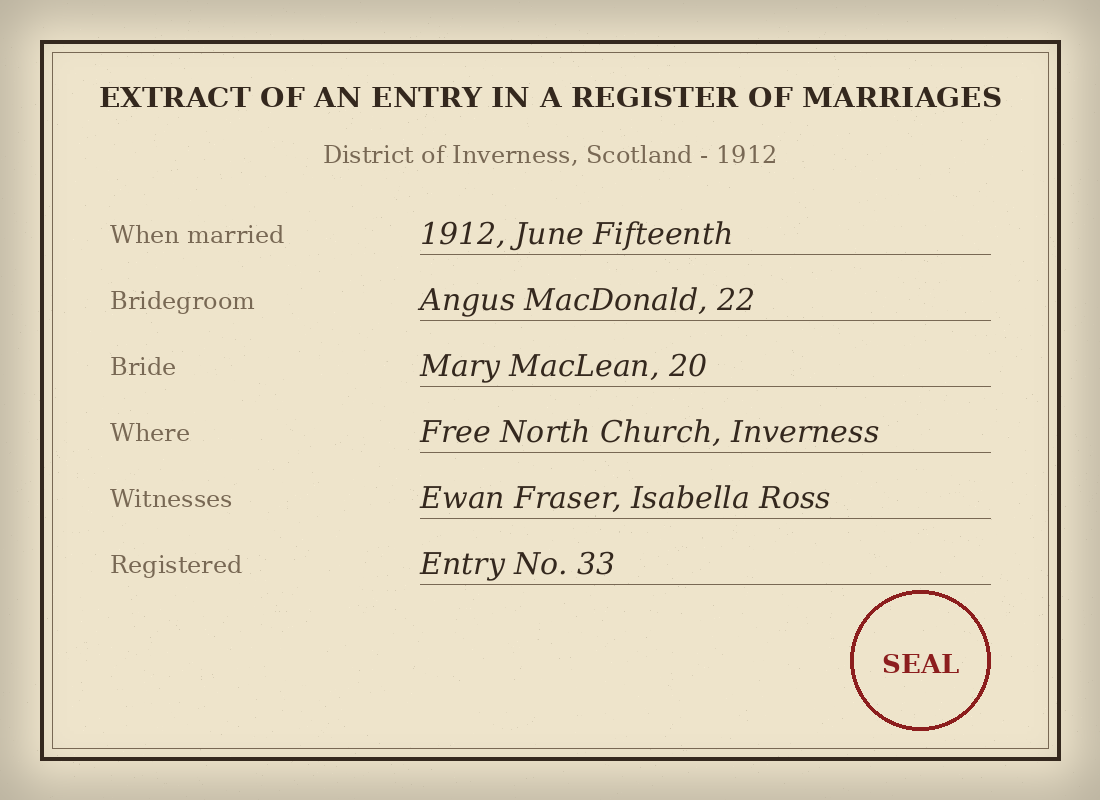 EXTRACT OF AN ENTRY IN A REGISTER OF MARRIAGES
District of Inverness, Scotland - 1912
When married 1912, June Fifteenth
Bridegroom Angus MacDonald, 22
Bride Mary MacLean, 20
Where Free North Church, Inverness
Witnesses Ewan Fraser, Isabella Ross
Registered Entry No. 33
SEAL